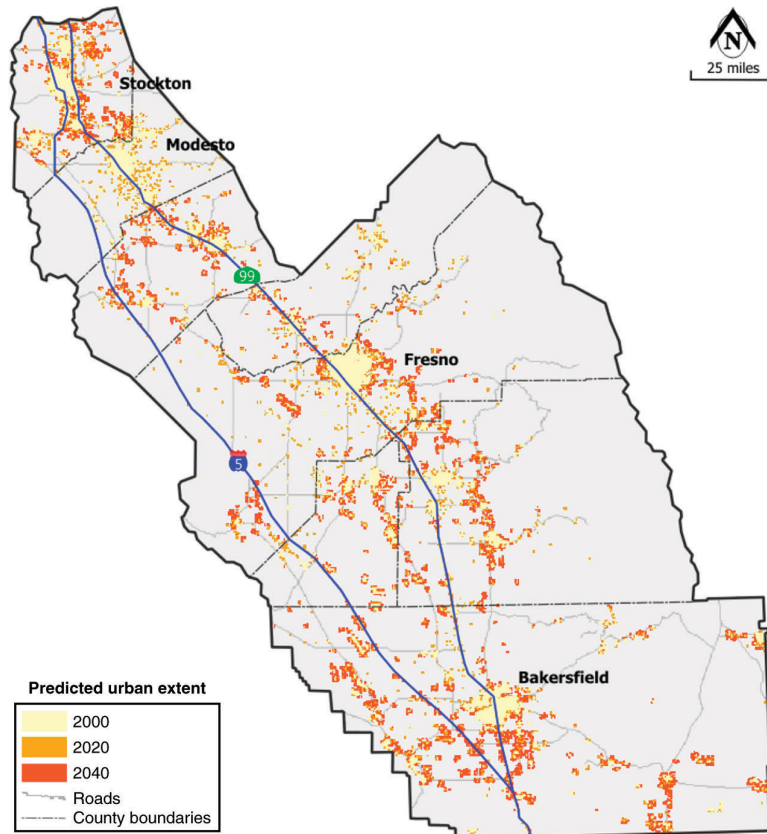 N
25 miles
Stockton
Modesto
99
Fresno
5
Bakersfield
Predicted urban extent
2000
2020
2040
Roads
County boundaries